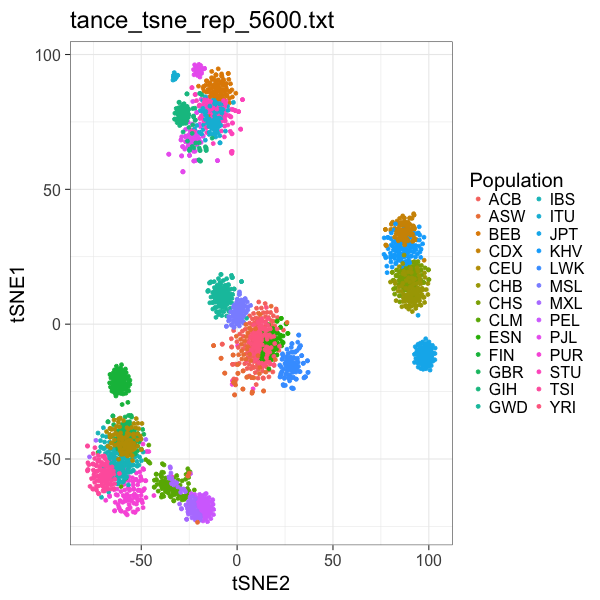 tance_tsne_rep_5600.txt
100
50
0
-50
tSNE1
-50
0
50
100
tSNE2
Population
ACB
ASW
BEB
CDX
CEU
CHB
CHS
CLM
ESN
FIN
GBR
GIH
GWD
IBS
ITU
JPT
KHV
LWK
MSL
MXL
PEL
PJL
PUR
STU
TSI
YRI